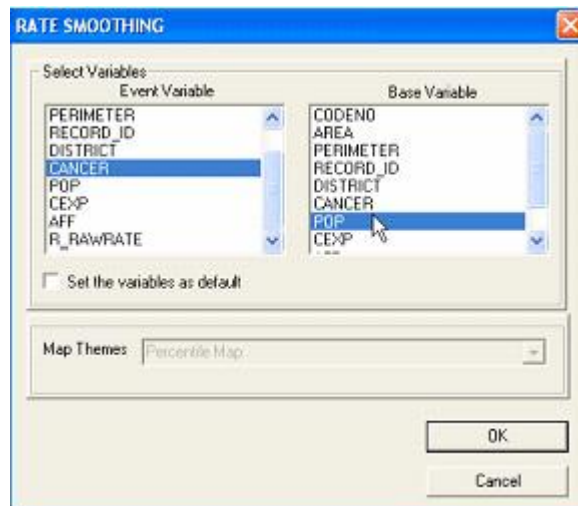 RATE SMOOTHING
Select Variables
Event Variable
PERIMETER
RECORD_ID
DISTRICT
CANCER
POP
CEXP
AFF
R_RAWRATE
Base Variable
CODENO
AREA
PERIMETER
RECORD_ID
DISTRICT
CANCER
POP
CEXP
Set the variables as default
Map Themes
Percentile Map
OK
Cancel